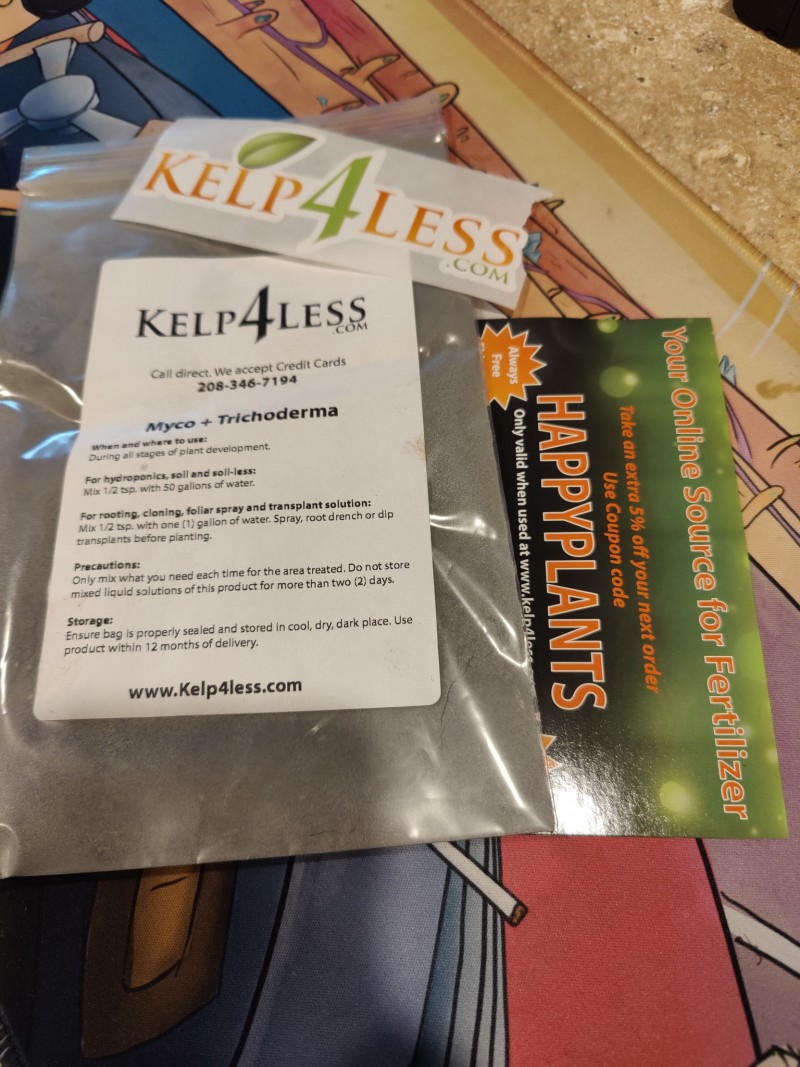 KELP4LESS
.COM
KELP4LESS
.COM
Call direct. We accept Credit Cards
208-346-7194
Myco + Trichoderma
When and where to use:
During all stages of plant development.
For hydroponics, soil and soil-less:
Mix 1/2 tsp. with 50 gallons of water.
For rooting, cloning, foliar spray and transplant solution:
Mix 1/2 tsp. with one (1) gallon of water. Spray, root drench or dip
transplants before planting.
Precautions:
Only mix what you need each time for the area treated. Do not store
mixed liquid solutions of this product for more than two (2) days.
Storage:
Ensure bag is properly sealed and stored in cool, dry, dark place. Use
product within 12 months of delivery.
www.Kelp4less.com
Your Online Source for Fertilizer
Take an extra 5% off your next order
Use Coupon code
HAPPYPLANTS
Only valid when used at www.kelp4less
Always
Free